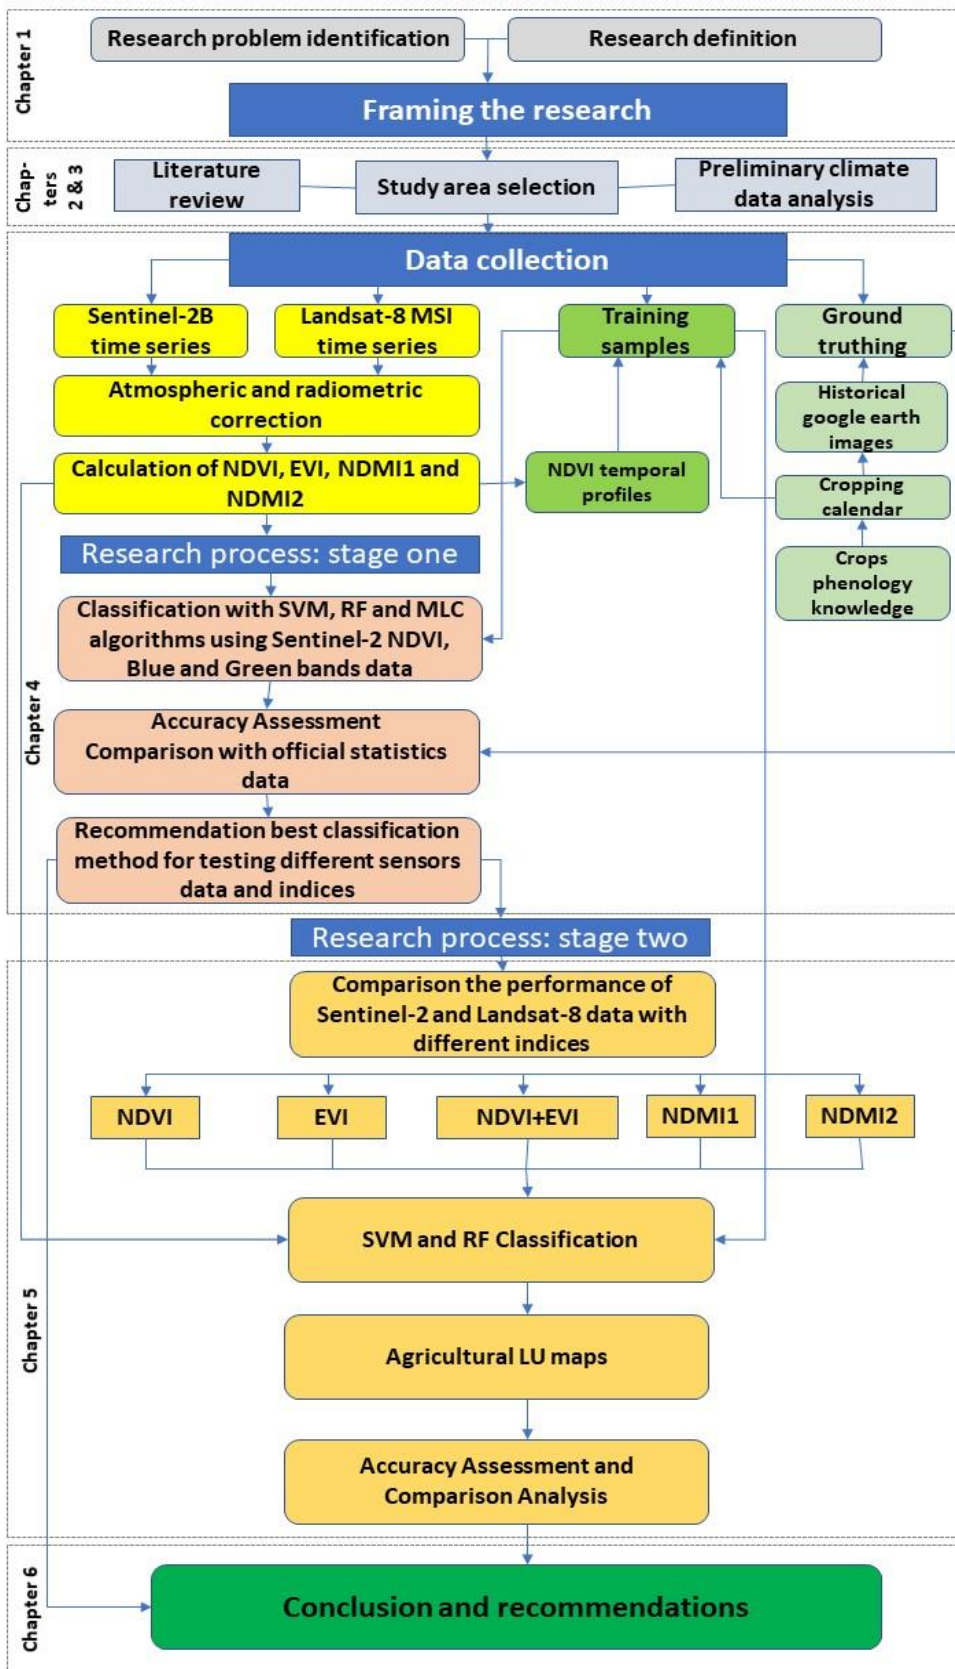 Chapter 1
Research problem identification
Research definition
Framing the research
Chap-
ters
2 & 3
Literature
review
Study area selection
Preliminary climate
data analysis
Data collection
Sentinel-2B
time series
Landsat-8 MSI
time series
Training
samples
Ground
truthing
Atmospheric and radiometric
correction
Historical
google earth
images
Calculation of NDVI, EVI, NDMI1 and
NDMI2
NDVI temporal
profiles
Cropping
calendar
Research process: stage one
Crops
phenology
knowledge
Classification with SVM, RF and MLC
algorithms using Sentinel-2 NDVI,
Blue and Green bands data
Chapter 4
Accuracy Assessment
Comparison with official statistics
data
Recommendation best classification
method for testing different sensors
data and indices
Research process: stage two
Comparison the performance of
Sentinel-2 and Landsat-8 data with
different indices
NDVI
EVI
NDVI+EVI
NDMI1
NDMI2
SVM and RF Classification
Chapter 5
Agricultural LU maps
Accuracy Assessment and
Comparison Analysis
Chapter 6
Conclusion and recommendations